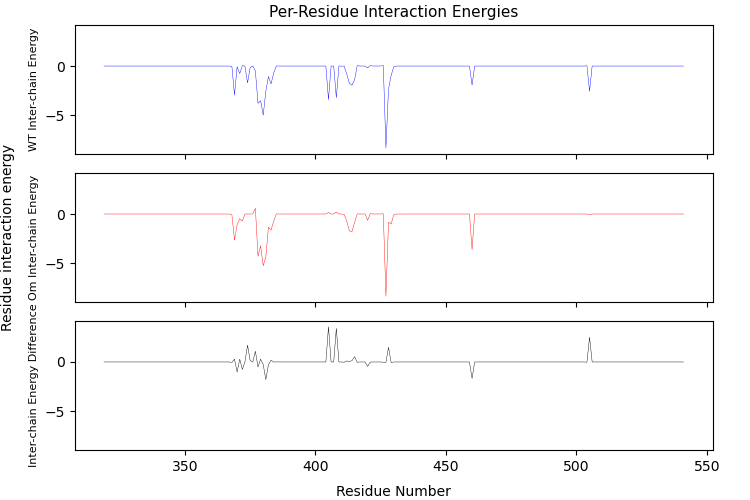 Per-Residue Interaction Energies
Residue interaction energy
WT Inter-chain Energy
0
−5
Om Inter-chain Energy
0
−5
Inter-chain Energy Difference
0
−5
350
400
450
500
550
Residue Number